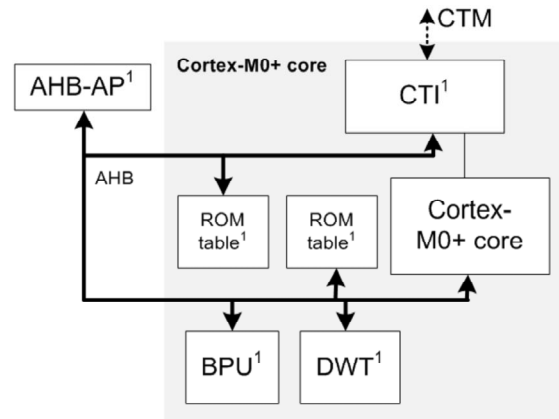 CTM
Cortex-M0+ core
AHB-AP1
CTI1
AHB
ROM
table1
ROM
table1
Cortex-
M0+ core
BPU1
DWT1